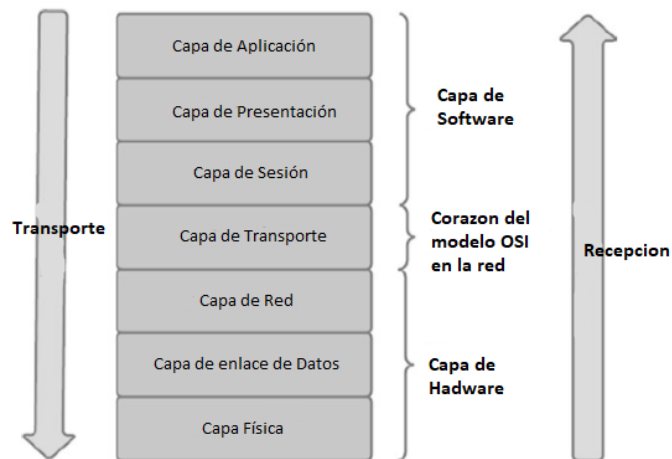 Capa de Aplicación
Capa de Presentación
Capa de
Software
Capa de Sesión
Transporte
Capa de Transporte
Corazon del
modelo OSI
en la red
Recepcion
Capa de Red
Capa de enlace de Datos
Capa de
Hadware
Capa Física